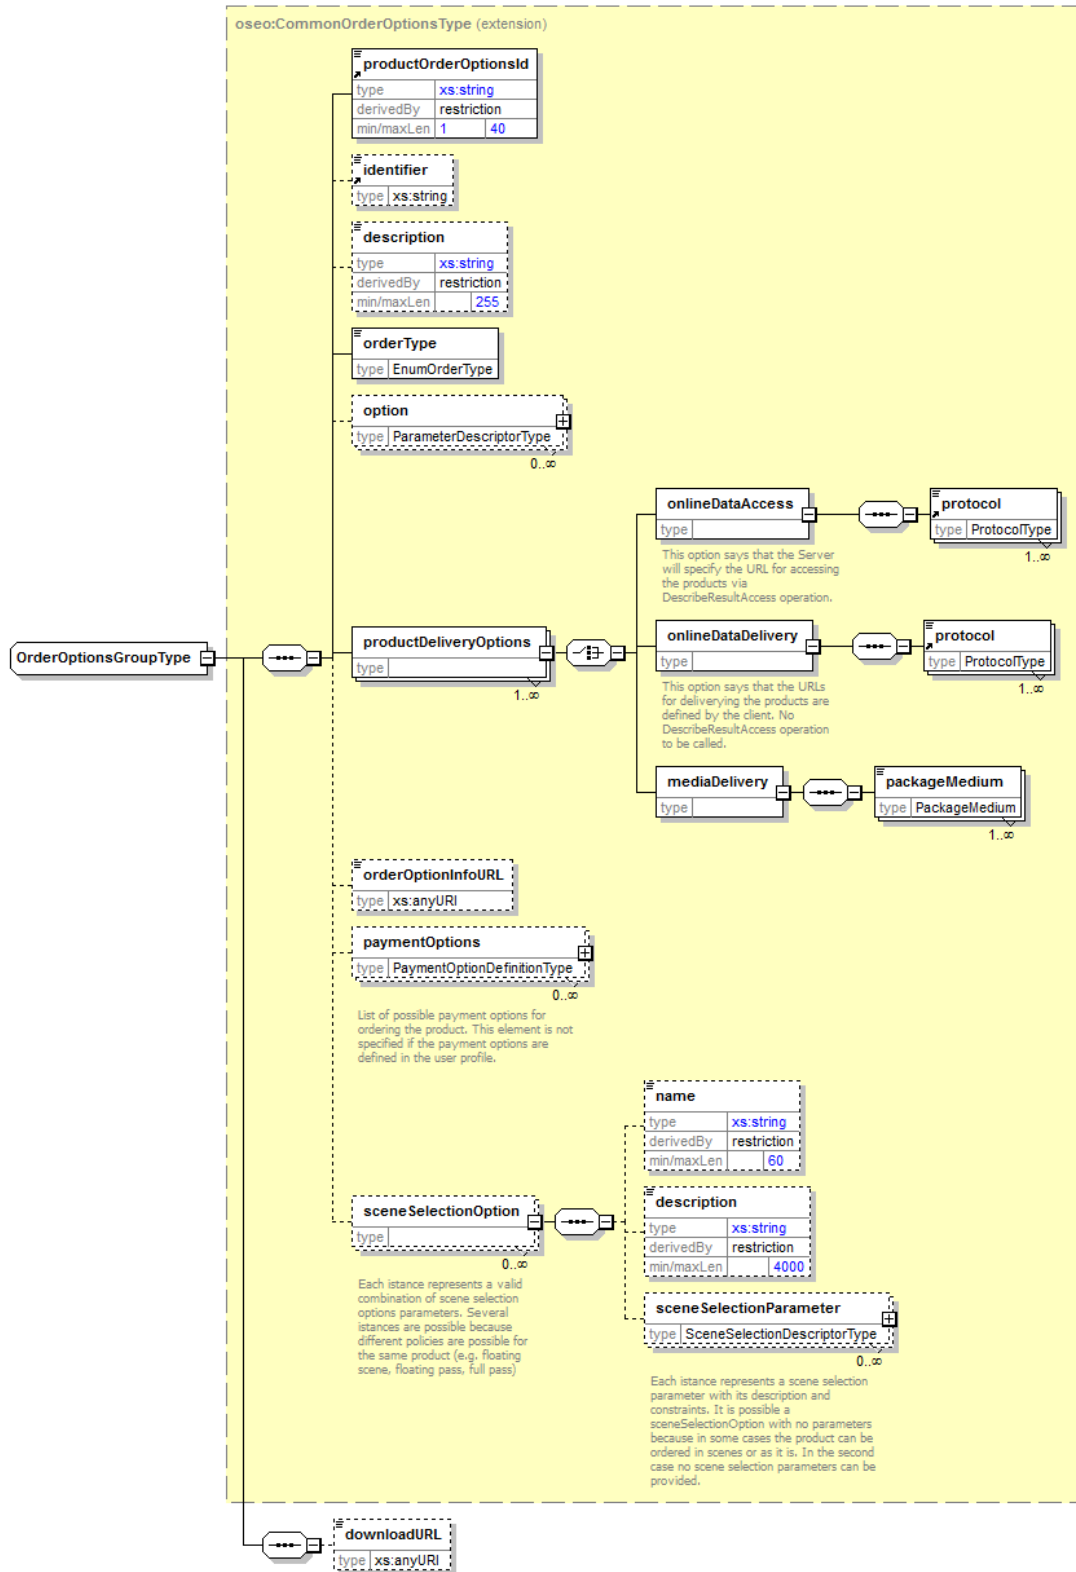 oseo:CommonOrderOptionsType (extension)
productOrderOptionsId
type xs:string
derivedBy restriction
min/maxLen 1 40
identifier
type xs:string
description
type xs:string
derivedBy restriction
min/maxLen 255
orderType
type EnumOrderType
option
type ParameterDescriptorType
0..∞
OrderOptionsGroupType
productDeliveryOptions
type
1..∞
onlineDataAccess
type
This option says that the Server
will specify the URL for accessing
the products via
DescribeResultAccess operation.
protocol
type ProtocolType
1..∞
onlineDataDelivery
type
This option says that the URLs
for deliverying the products are
defined by the client. No
DescribeResultAccess operation
to be called.
protocol
type ProtocolType
1..∞
mediaDelivery
type
packageMedium
type PackageMedium
1..∞
orderOptionInfoURL
type xs:anyURI
paymentOptions
type PaymentOptionDefinitionType
0..∞
List of possible payment options for
ordering the product. This element is not
specified if the payment options are
defined in the user profile.
sceneSelectionOption
type
0..∞
Each istance represents a valid
combination of scene selection
options parameters. Several
istances are possible because
different policies are possible for
the same product (e.g. floating
scene, floating pass, full pass)
name
type xs:string
derivedBy restriction
min/maxLen 60
description
type xs:string
derivedBy restriction
min/maxLen 4000
sceneSelectionParameter
type SceneSelectionDescriptorType
0..∞
Each istance represents a scene selection
parameter with its description and
constraints. It is possible a
sceneSelectionOption with no parameters
because in some cases the product can be
ordered in scenes or as it is. In the second
case no scene selection parameters can be
provided.
downloadURL
type xs:anyURI